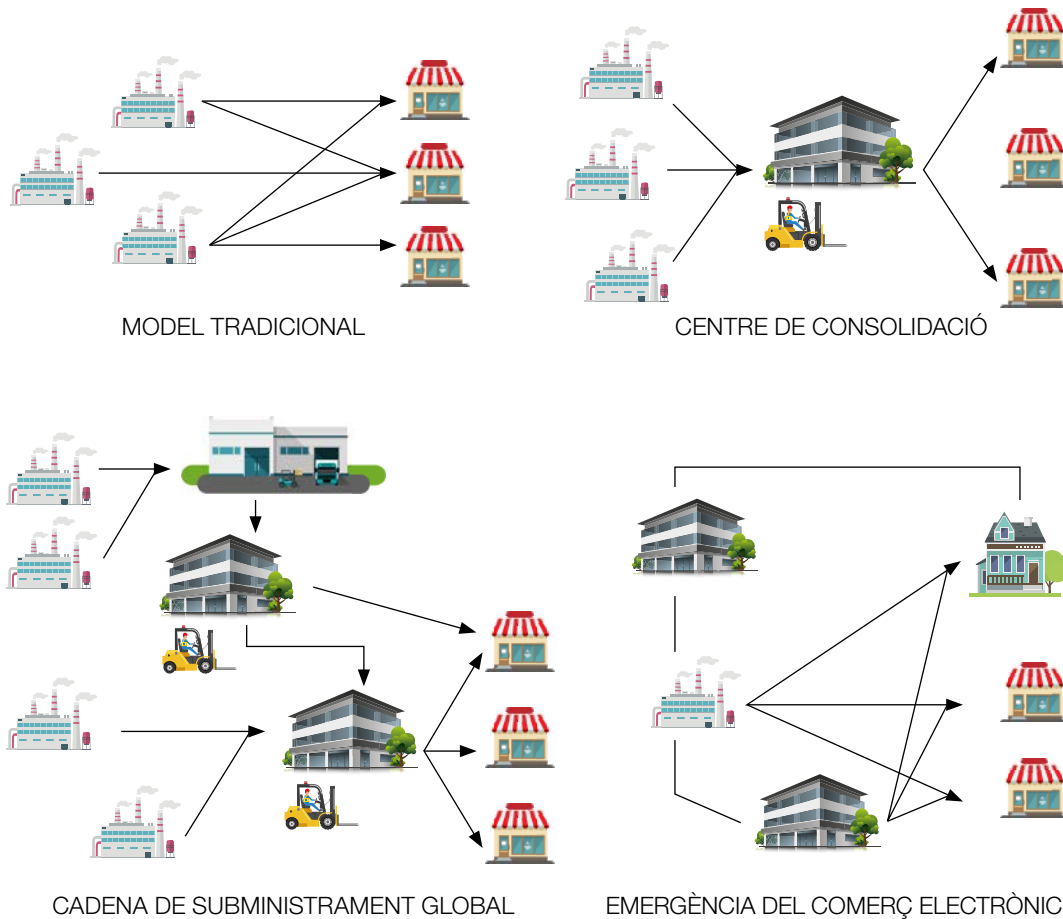 MODEL TRADICIONAL
CENTRE DE CONSOLIDACIÓ
CADENA DE SUBMINISTRAMENT GLOBAL
EMERGÈNCIA DEL COMERÇ ELECTRÒNIC